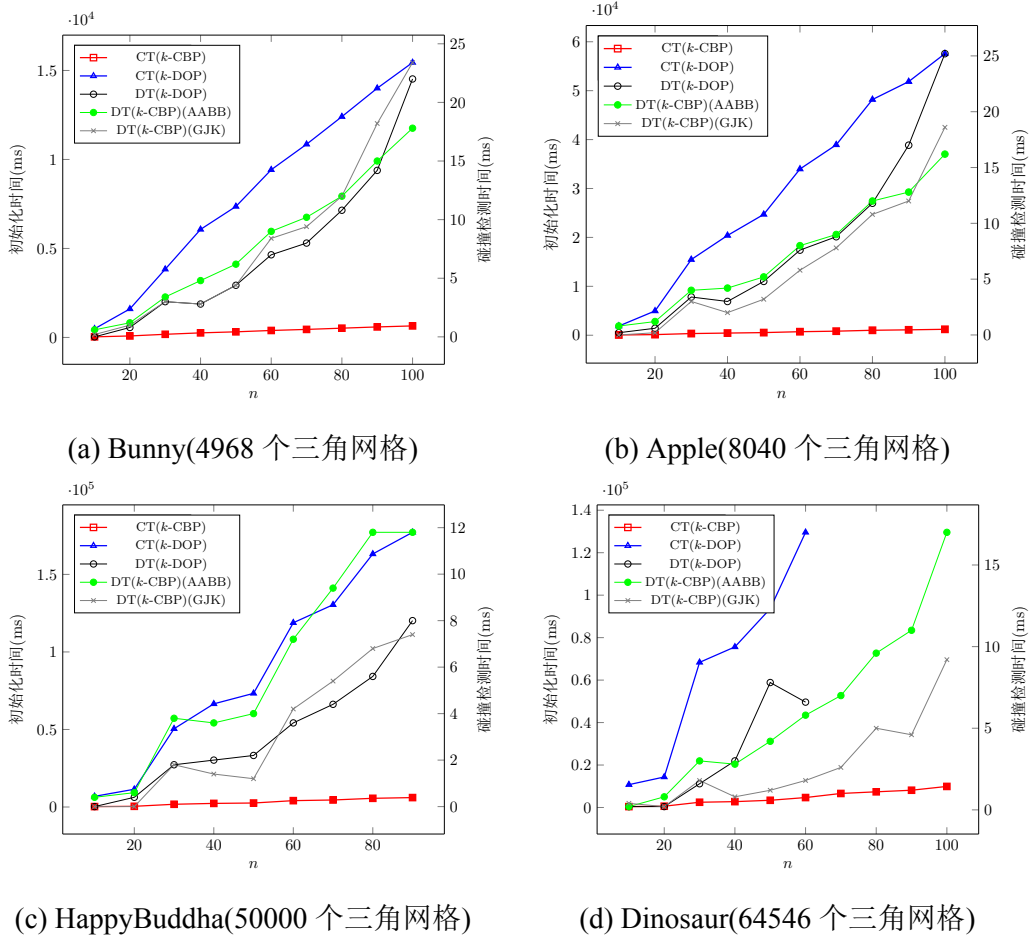 ·10⁴
初始化时间(ms)
碰撞检测时间(ms)
0
0.5
1
1.5
0
5
10
15
20
25
CT(k-CBP)
CT(k-DOP)
DT(k-DOP)
DT(k-CBP)(AABB)
DT(k-CBP)(GJK)
20
40
60
80
100
n
(a) Bunny(4968 个三角网格)
·10⁴
初始化时间(ms)
碰撞检测时间(ms)
0
1
2
3
4
5
6
0
5
10
15
20
25
CT(k-CBP)
CT(k-DOP)
DT(k-DOP)
DT(k-CBP)(AABB)
DT(k-CBP)(GJK)
20
40
60
80
100
n
(b) Apple(8040 个三角网格)
·10⁵
初始化时间(ms)
碰撞检测时间(ms)
0
0.5
1
1.5
0
2
4
6
8
10
12
CT(k-CBP)
CT(k-DOP)
DT(k-DOP)
DT(k-CBP)(AABB)
DT(k-CBP)(GJK)
20
40
60
80
n
(c) HappyBuddha(50000 个三角网格)
·10⁵
初始化时间(ms)
碰撞检测时间(ms)
0
0.2
0.4
0.6
0.8
1
1.2
1.4
0
5
10
15
CT(k-CBP)
CT(k-DOP)
DT(k-DOP)
DT(k-CBP)(AABB)
DT(k-CBP)(GJK)
20
40
60
80
100
n
(d) Dinosaur(64546 个三角网格)